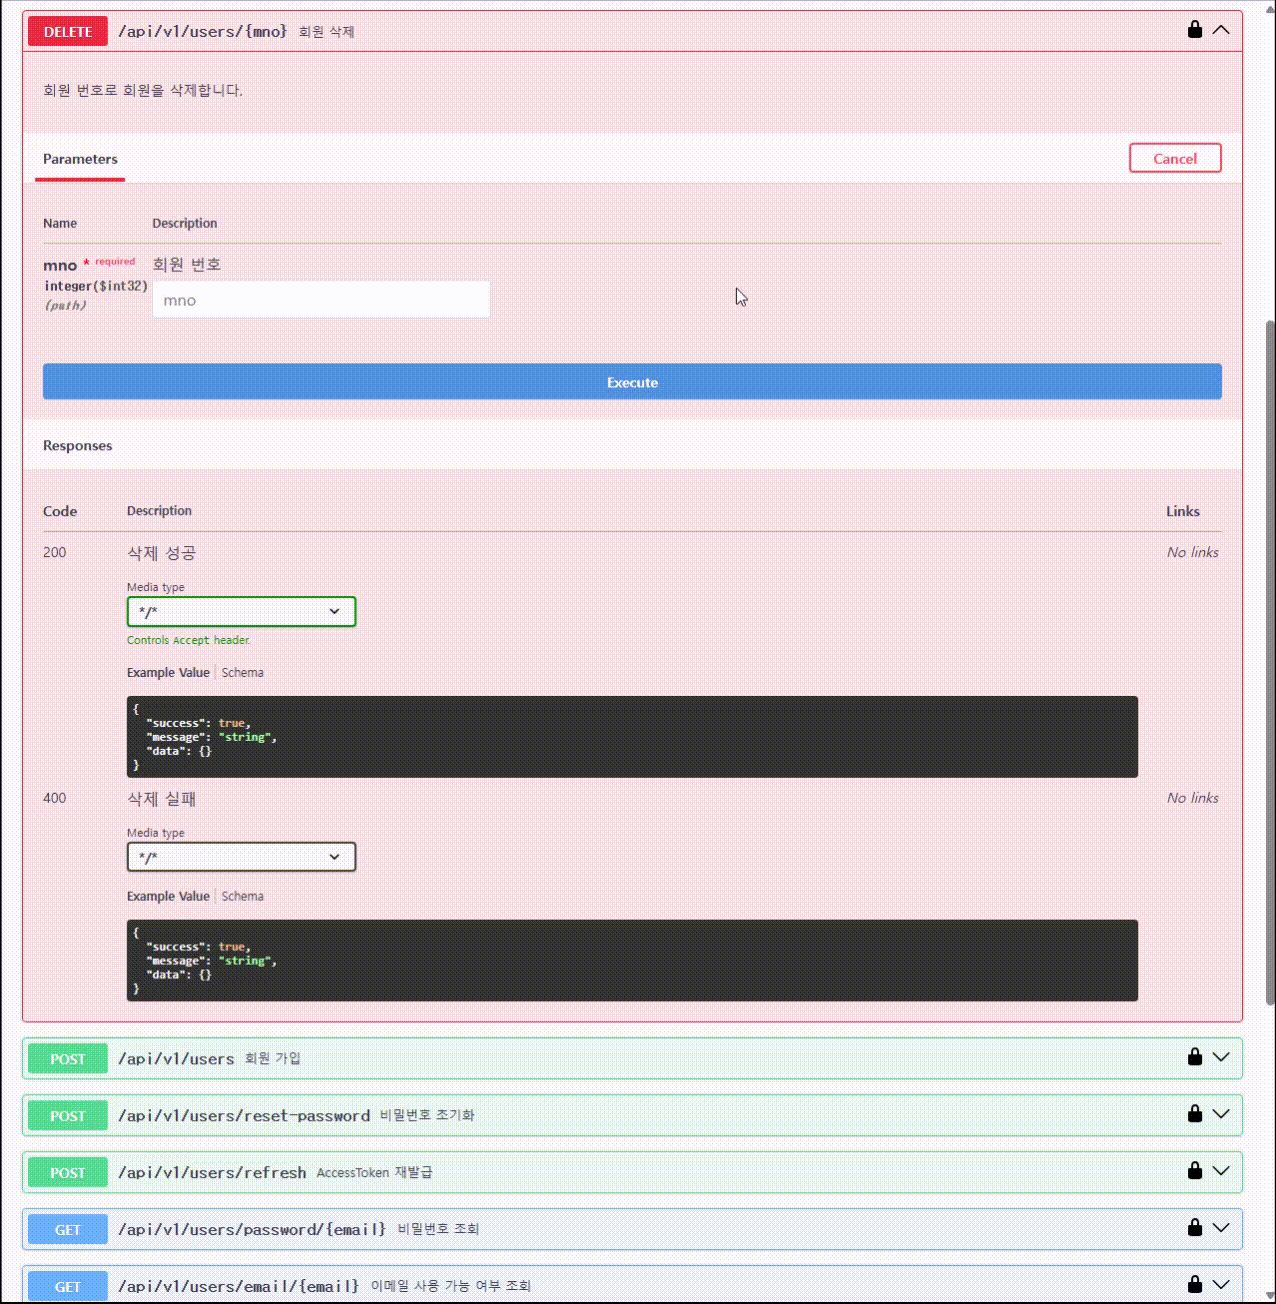 DELETE /api/v1/users/{mno} 회원 삭제
회원 번호로 회원을 삭제합니다.
Parameters Cancel
Name Description
mno * required 회원 번호
integer($int32)
(path)
mno
Execute
Responses
Code Description Links
200 삭제 성공 No links
Media type
*/*
Controls Accept header.
Example Value Schema
{
"success": true,
"message": "string",
"data": {}
}
400 삭제 실패 No links
Media type
*/*
Example Value Schema
{
"success": true,
"message": "string",
"data": {}
}
POST /api/v1/users 회원 가입
POST /api/v1/users/reset-password 비밀번호 초기화
POST /api/v1/users/refresh AccessToken 재발급
GET /api/v1/users/password/{email} 비밀번호 조회
GET /api/v1/users/email/{email} 이메일 사용 가능 여부 조회